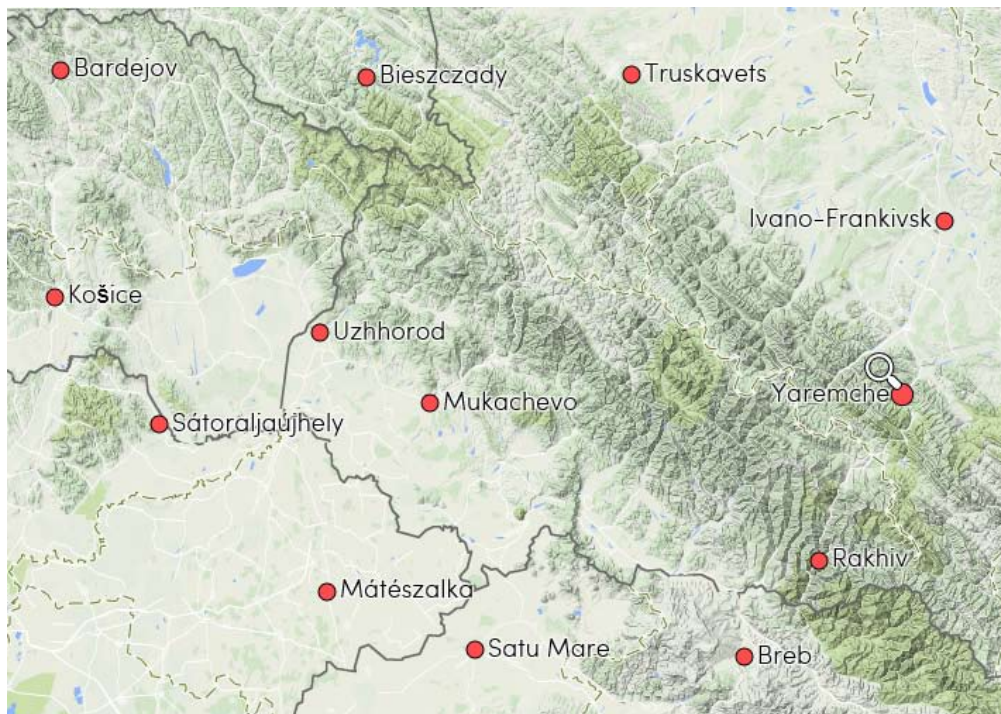 Bardejov
Bieszczady
Truskavets
Ivano-Frankivsk
Košice
Uzhhorod
Yaremche
Mukachevo
Sátoraljaújhely
Rakhiv
Mátészalka
Satu Mare
Breb